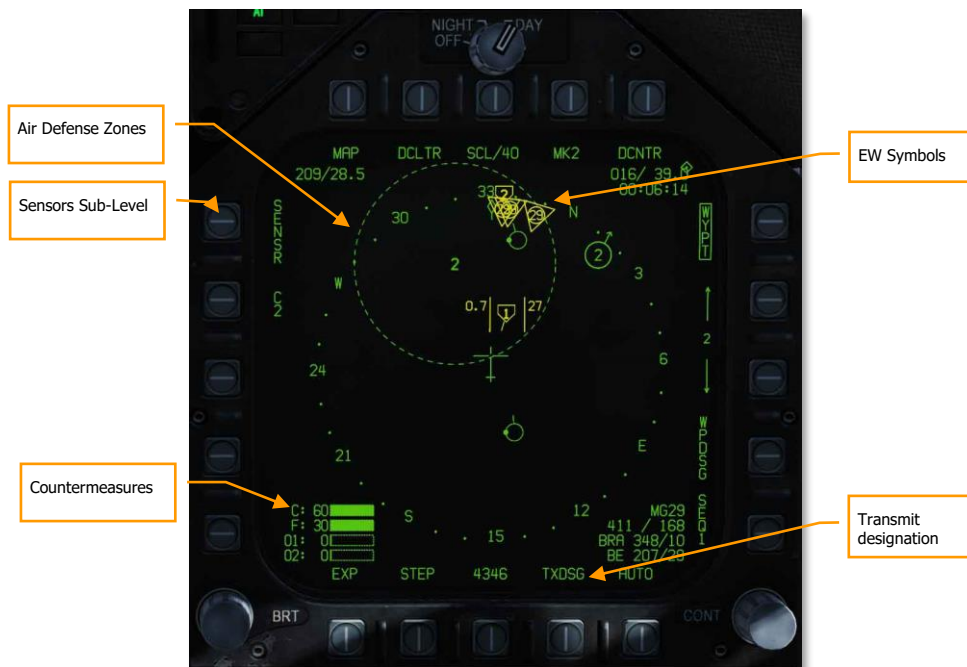 AI
NIGHT DAY
OFF
Air Defense Zones
EW Symbols
Sensors Sub-Level
Countermeasures
Transmit
designation
MAP DCLTR SCL/40 MK2 DCNTR
209/28.5
00:06:14
SENSR
C2
WYPT
2
WPDSG
SEQ1
33
30
N
2
2
29
3
W
0.7 1 27
24
6
21
E
S
15
12
C: 60
F: 30
O1: 0
O2: 0
MG29
411 / 168
BRA 348/10
BE 207/28
EXP STEP 4346 TXDSG AUTO
BRT
CONT